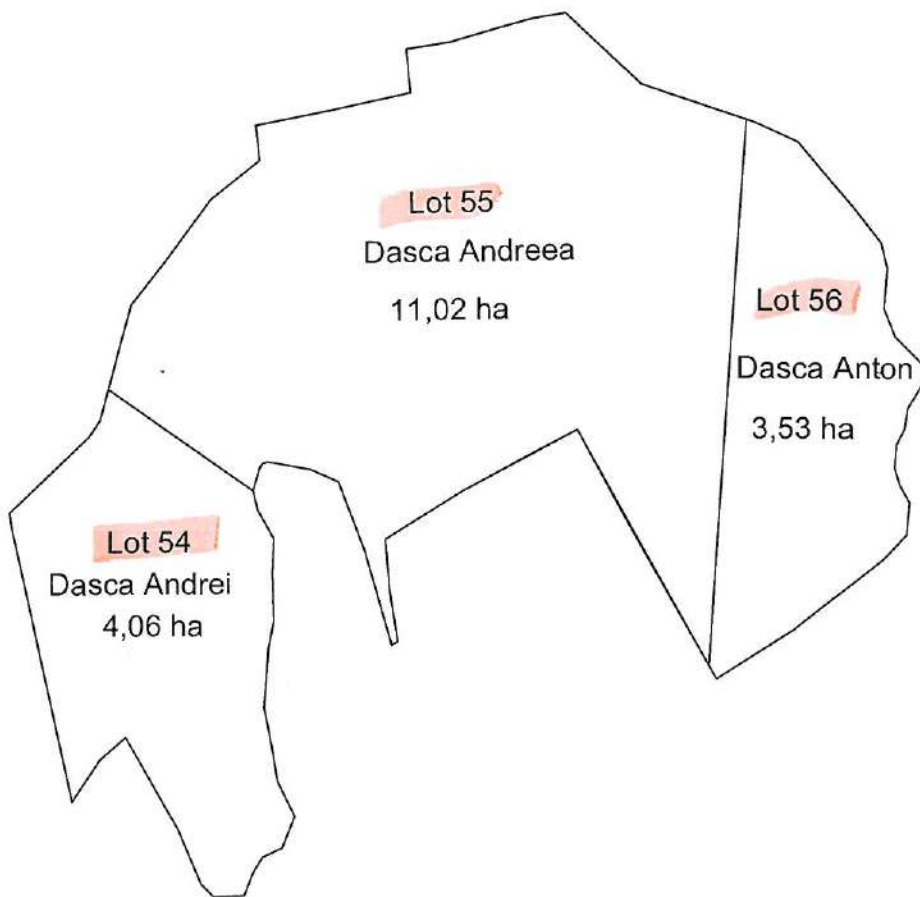 Lot 55
Dasca Andreea
11,02 ha
Lot 56
Dasca Anton
3,53 ha
Lot 54
Dasca Andrei
4,06 ha